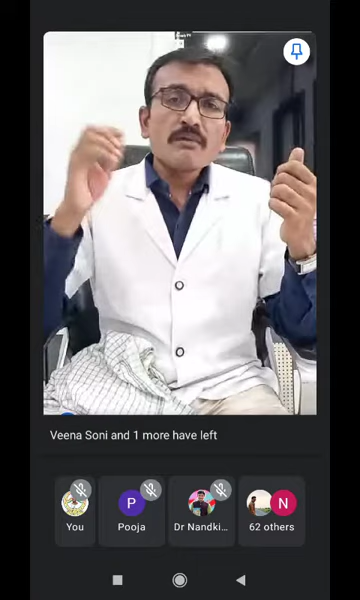 Veena Soni and 1 more have left
P
N
You
Pooja
Dr Nandki...
62 others